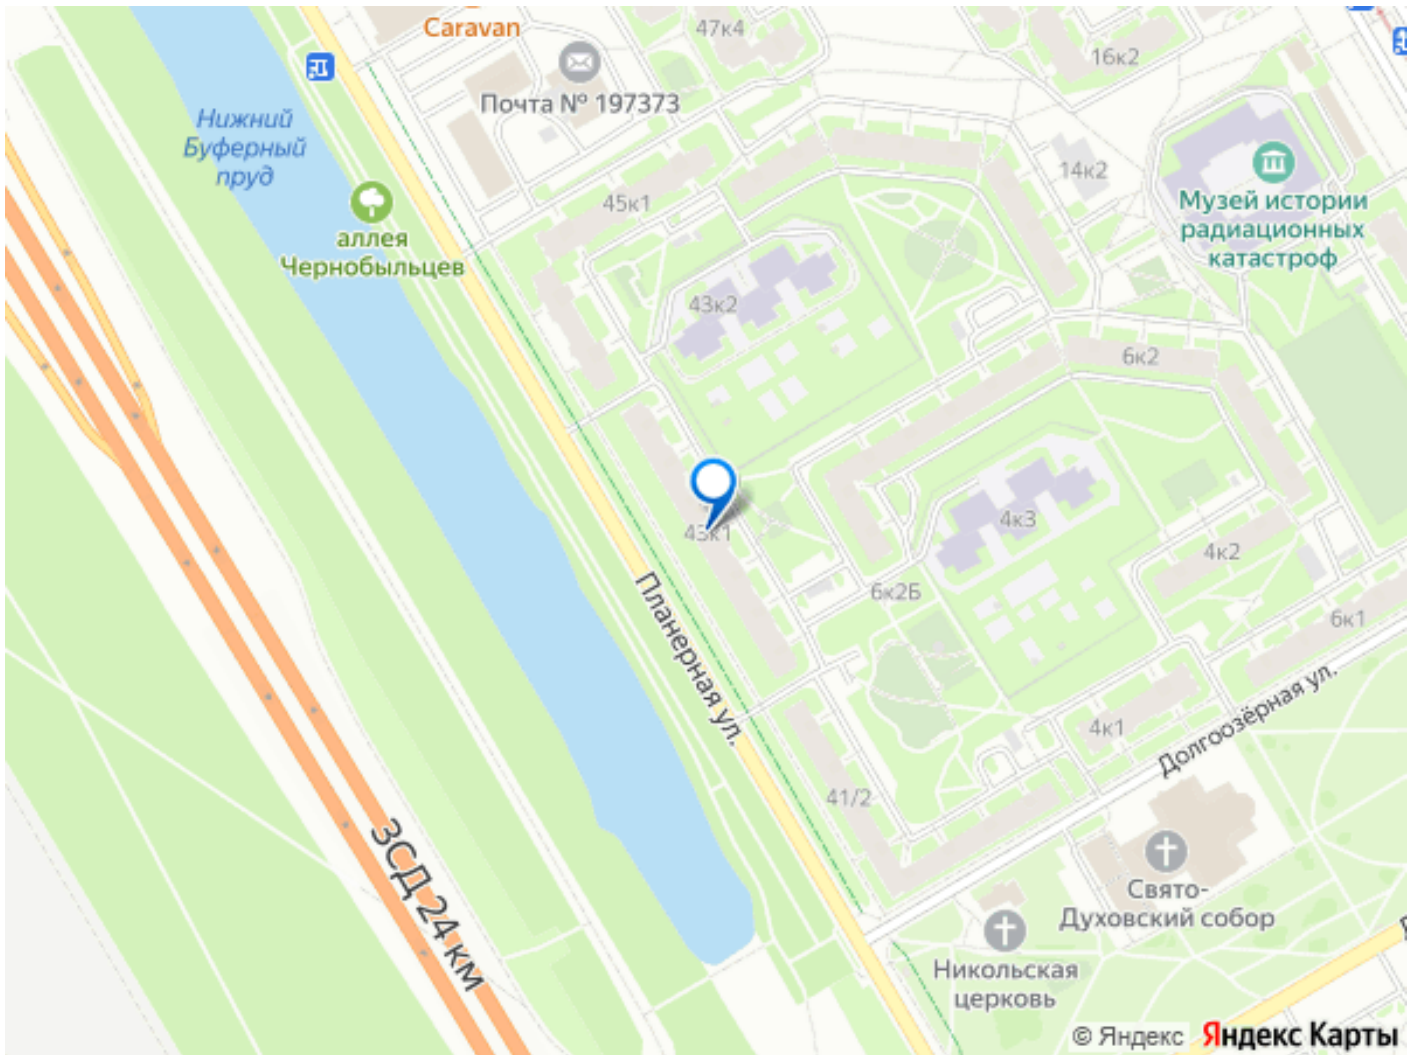 Caravan
47к4
16к2
Почта № 197373
Нижний
Буферный
пруд
14к2
45к1
Музей истории
радиационных
катастроф
аллея
Чернобыльцев
43к2
6к2
43к1
4к3
4к2
6к2Б
6к1
Планерная ул.
4к1
Долгоозёрная ул.
41/2
ЗСД 24 км
Свято-
Духовский собор
Никольская
церковь
© Яндекс Яндекс Карты